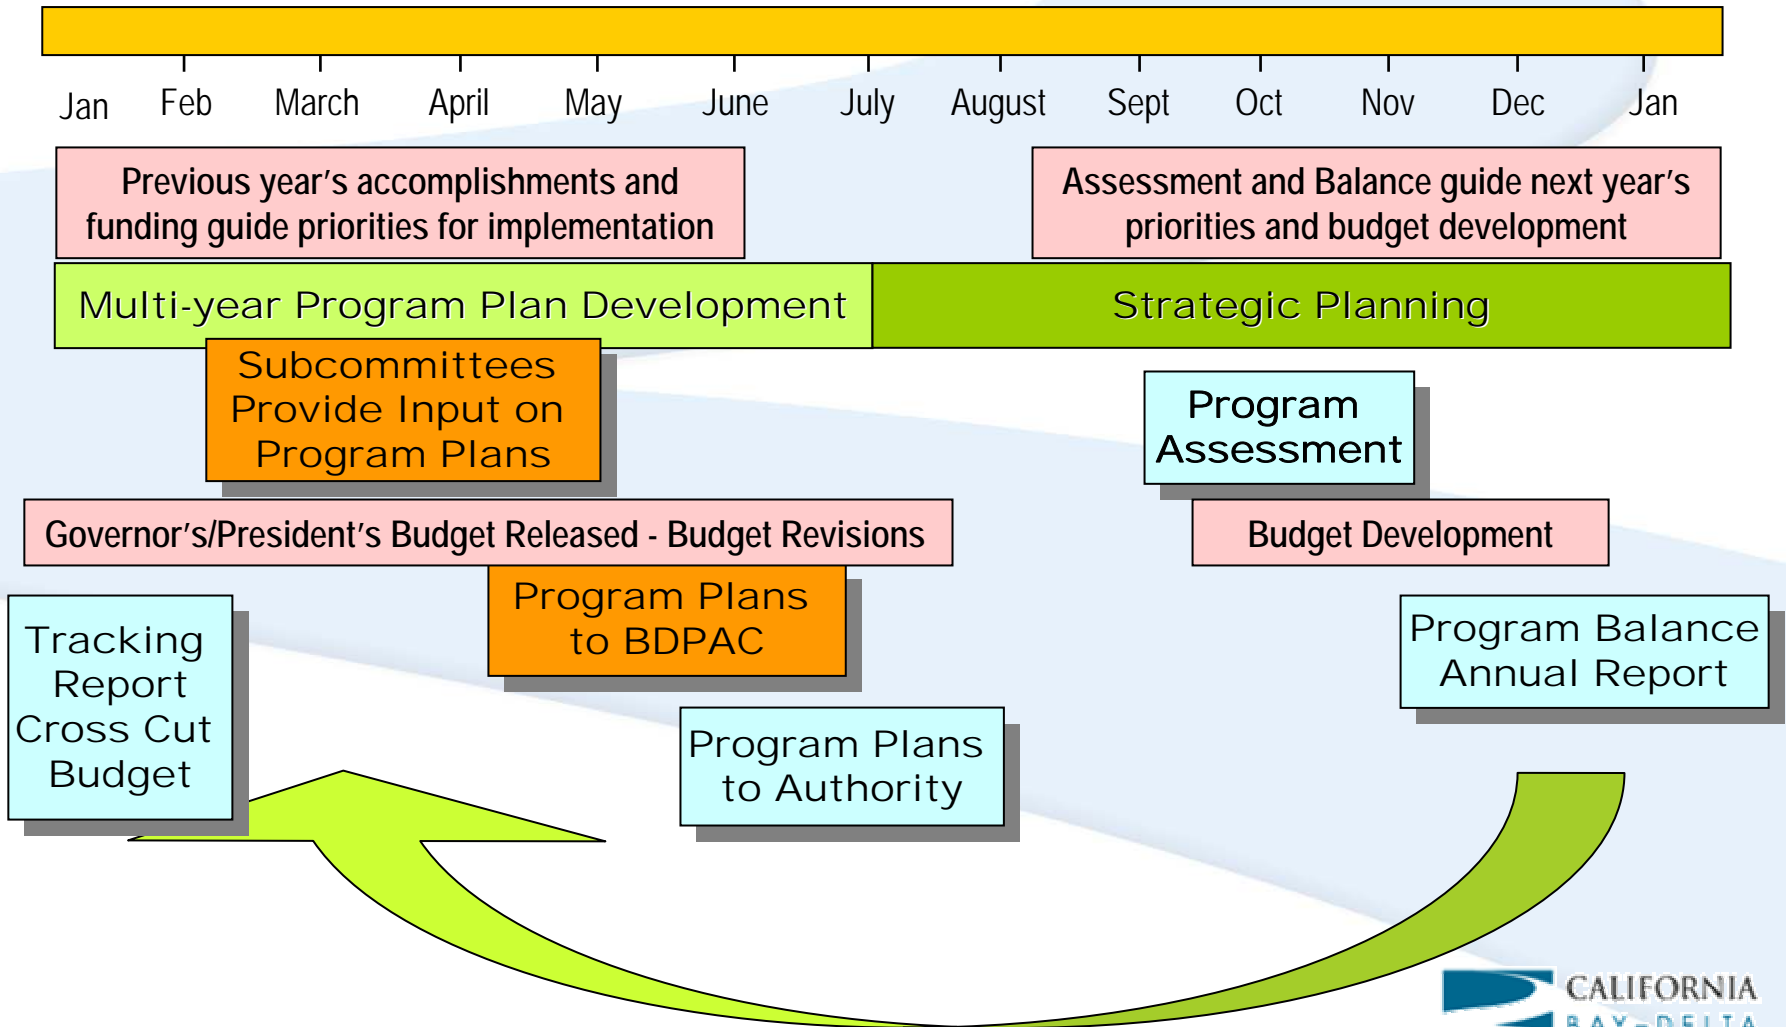 Jan Feb March April May June July August Sept Oct Nov Dec Jan
Previous year's accomplishments and
funding guide priorities for implementation
Assessment and Balance guide next year's
priorities and budget development
Multi-year Program Plan Development
Strategic Planning
Subcommittees
Provide Input on
Program Plans
Program
Assessment
Governor's/President's Budget Released - Budget Revisions
Budget Development
Program Plans
to BDPAC
Tracking
Report
Cross Cut
Budget
Program Balance
Annual Report
Program Plans
to Authority
CALIFORNIA
BAY-DELTA